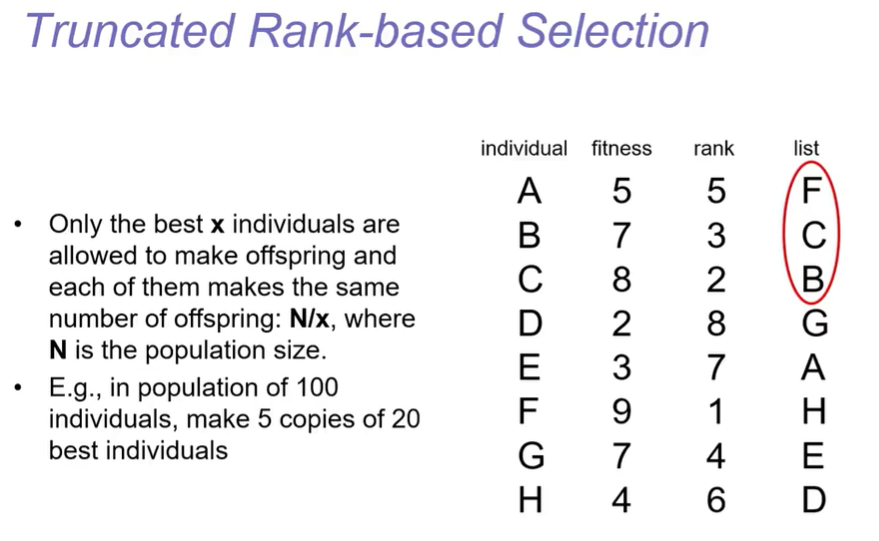 Truncated Rank-based Selection
• Only the best x individuals are
allowed to make offspring and
each of them makes the same
number of offspring: N/x, where
N is the population size.
• E.g., in population of 100
individuals, make 5 copies of 20
best individuals
individual fitness rank list
A 5 5 F
B 7 3 C
C 8 2 B
D 2 8 G
E 3 7 A
F 9 1 H
G 7 4 E
H 4 6 D